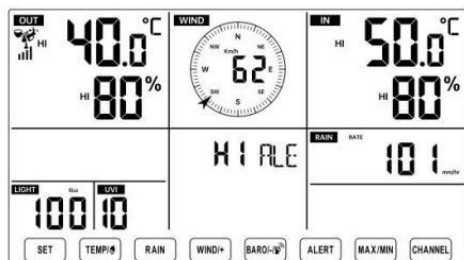 OUT
HI 40.0°C
HI 80%
WIND
N
NW NE
Km/h
W 62 E
SW SE
S
IN
HI 50.0°C
HI 80%
HI ALE
RAIN RATE
101 mm/hr
LIGHT Klux
100
UVI
10
SET
TEMP/
RAIN
WIND/+
BARO/-/
ALERT
MAX/MIN
CHANNEL